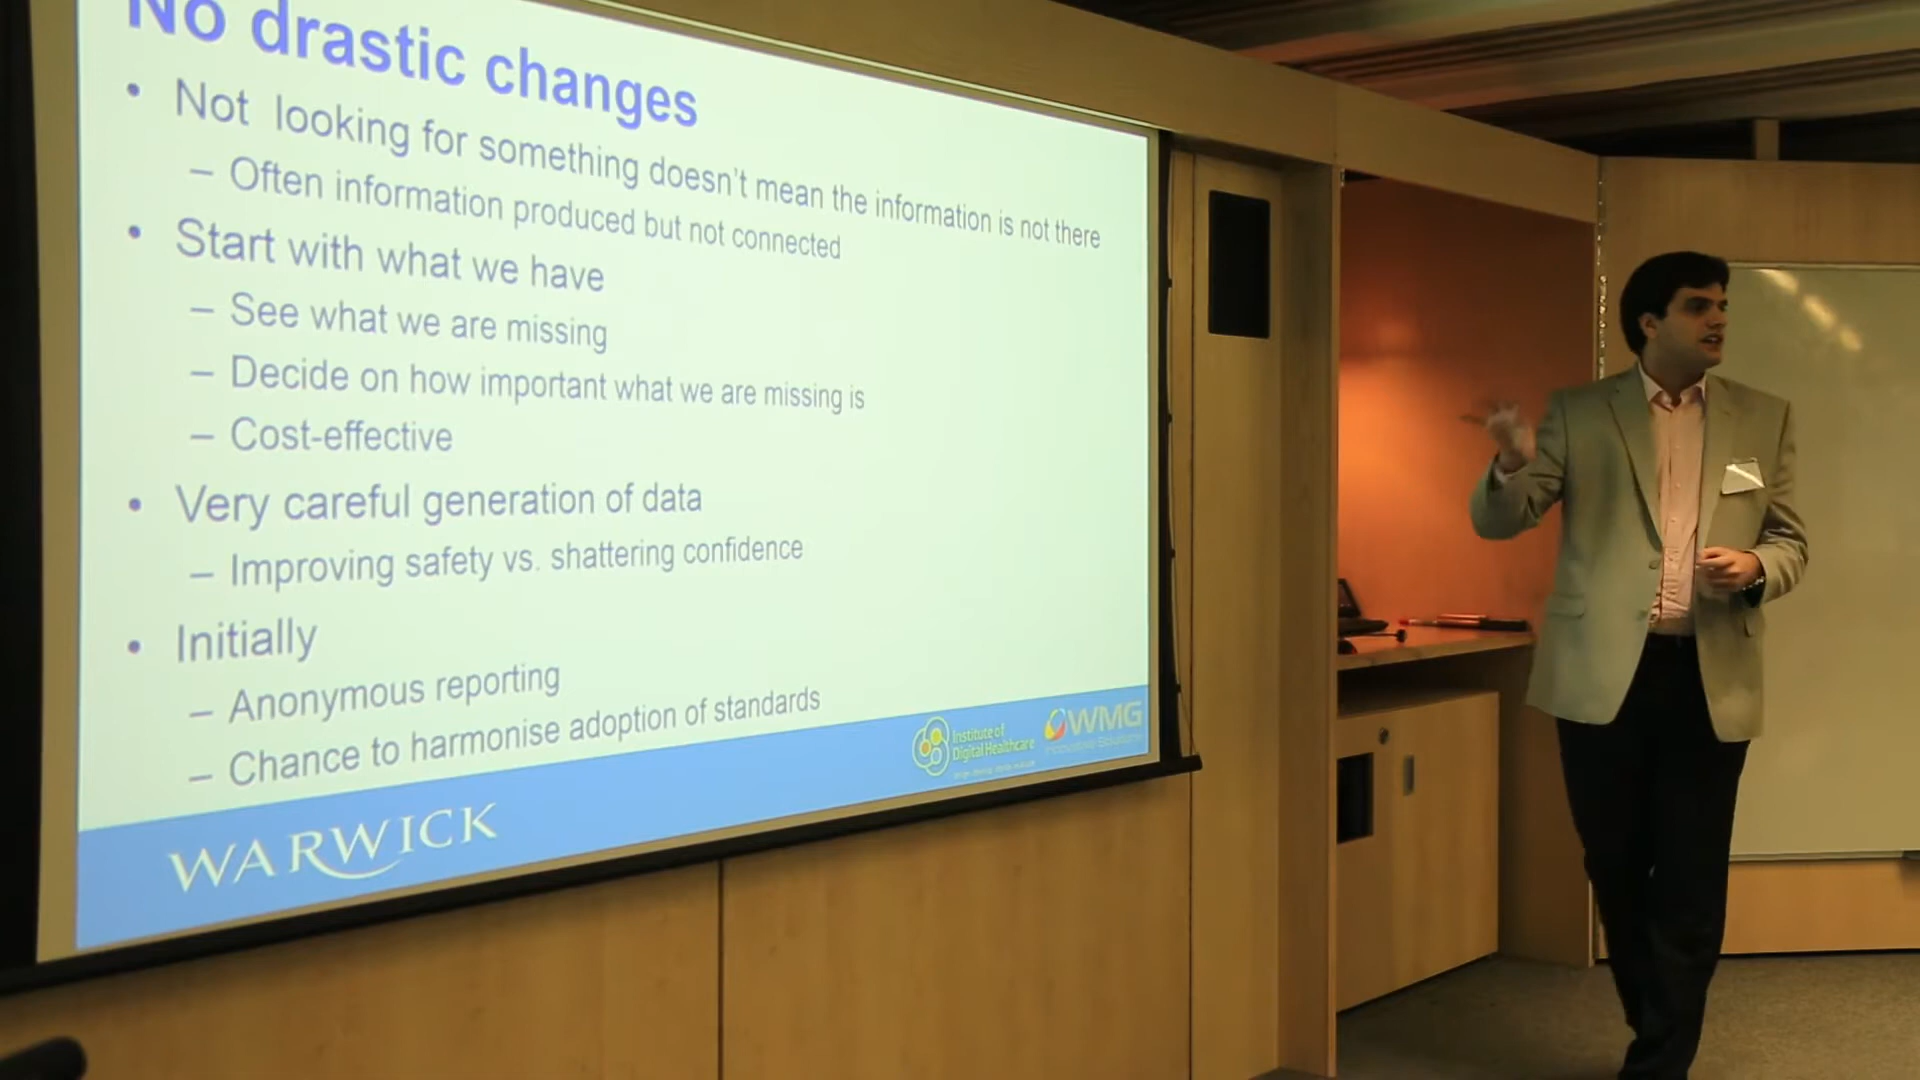 No drastic changes
• Not looking for something doesn't mean the information is not there
– Often information produced but not connected
• Start with what we have
– See what we are missing
– Decide on how important what we are missing is
– Cost-effective
• Very careful generation of data
– Improving safety vs. shattering confidence
• Initially
– Anonymous reporting
– Chance to harmonise adoption of standards
Institute of
Digital Healthcare
WMG
WARWICK